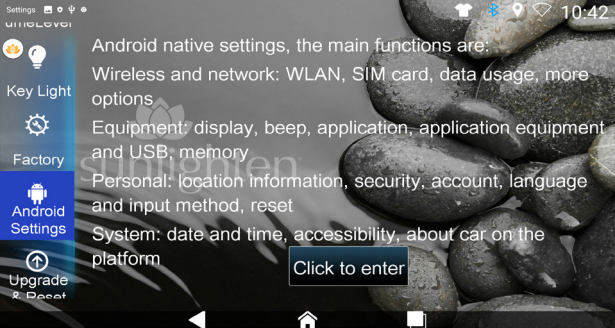 Settings
10:42
umeLevel
Key Light
Factory
Android
Settings
Upgrade
& Reset
Android native settings, the main functions are:
Wireless and network: WLAN, SIM card, data usage, more
options
Equipment: display, beep, application, application equipment
and USB, memory
Personal: location information, security, account, language
and input method, reset
System: date and time, accessibility, about car on the
platform
Click to enter
sunlighten